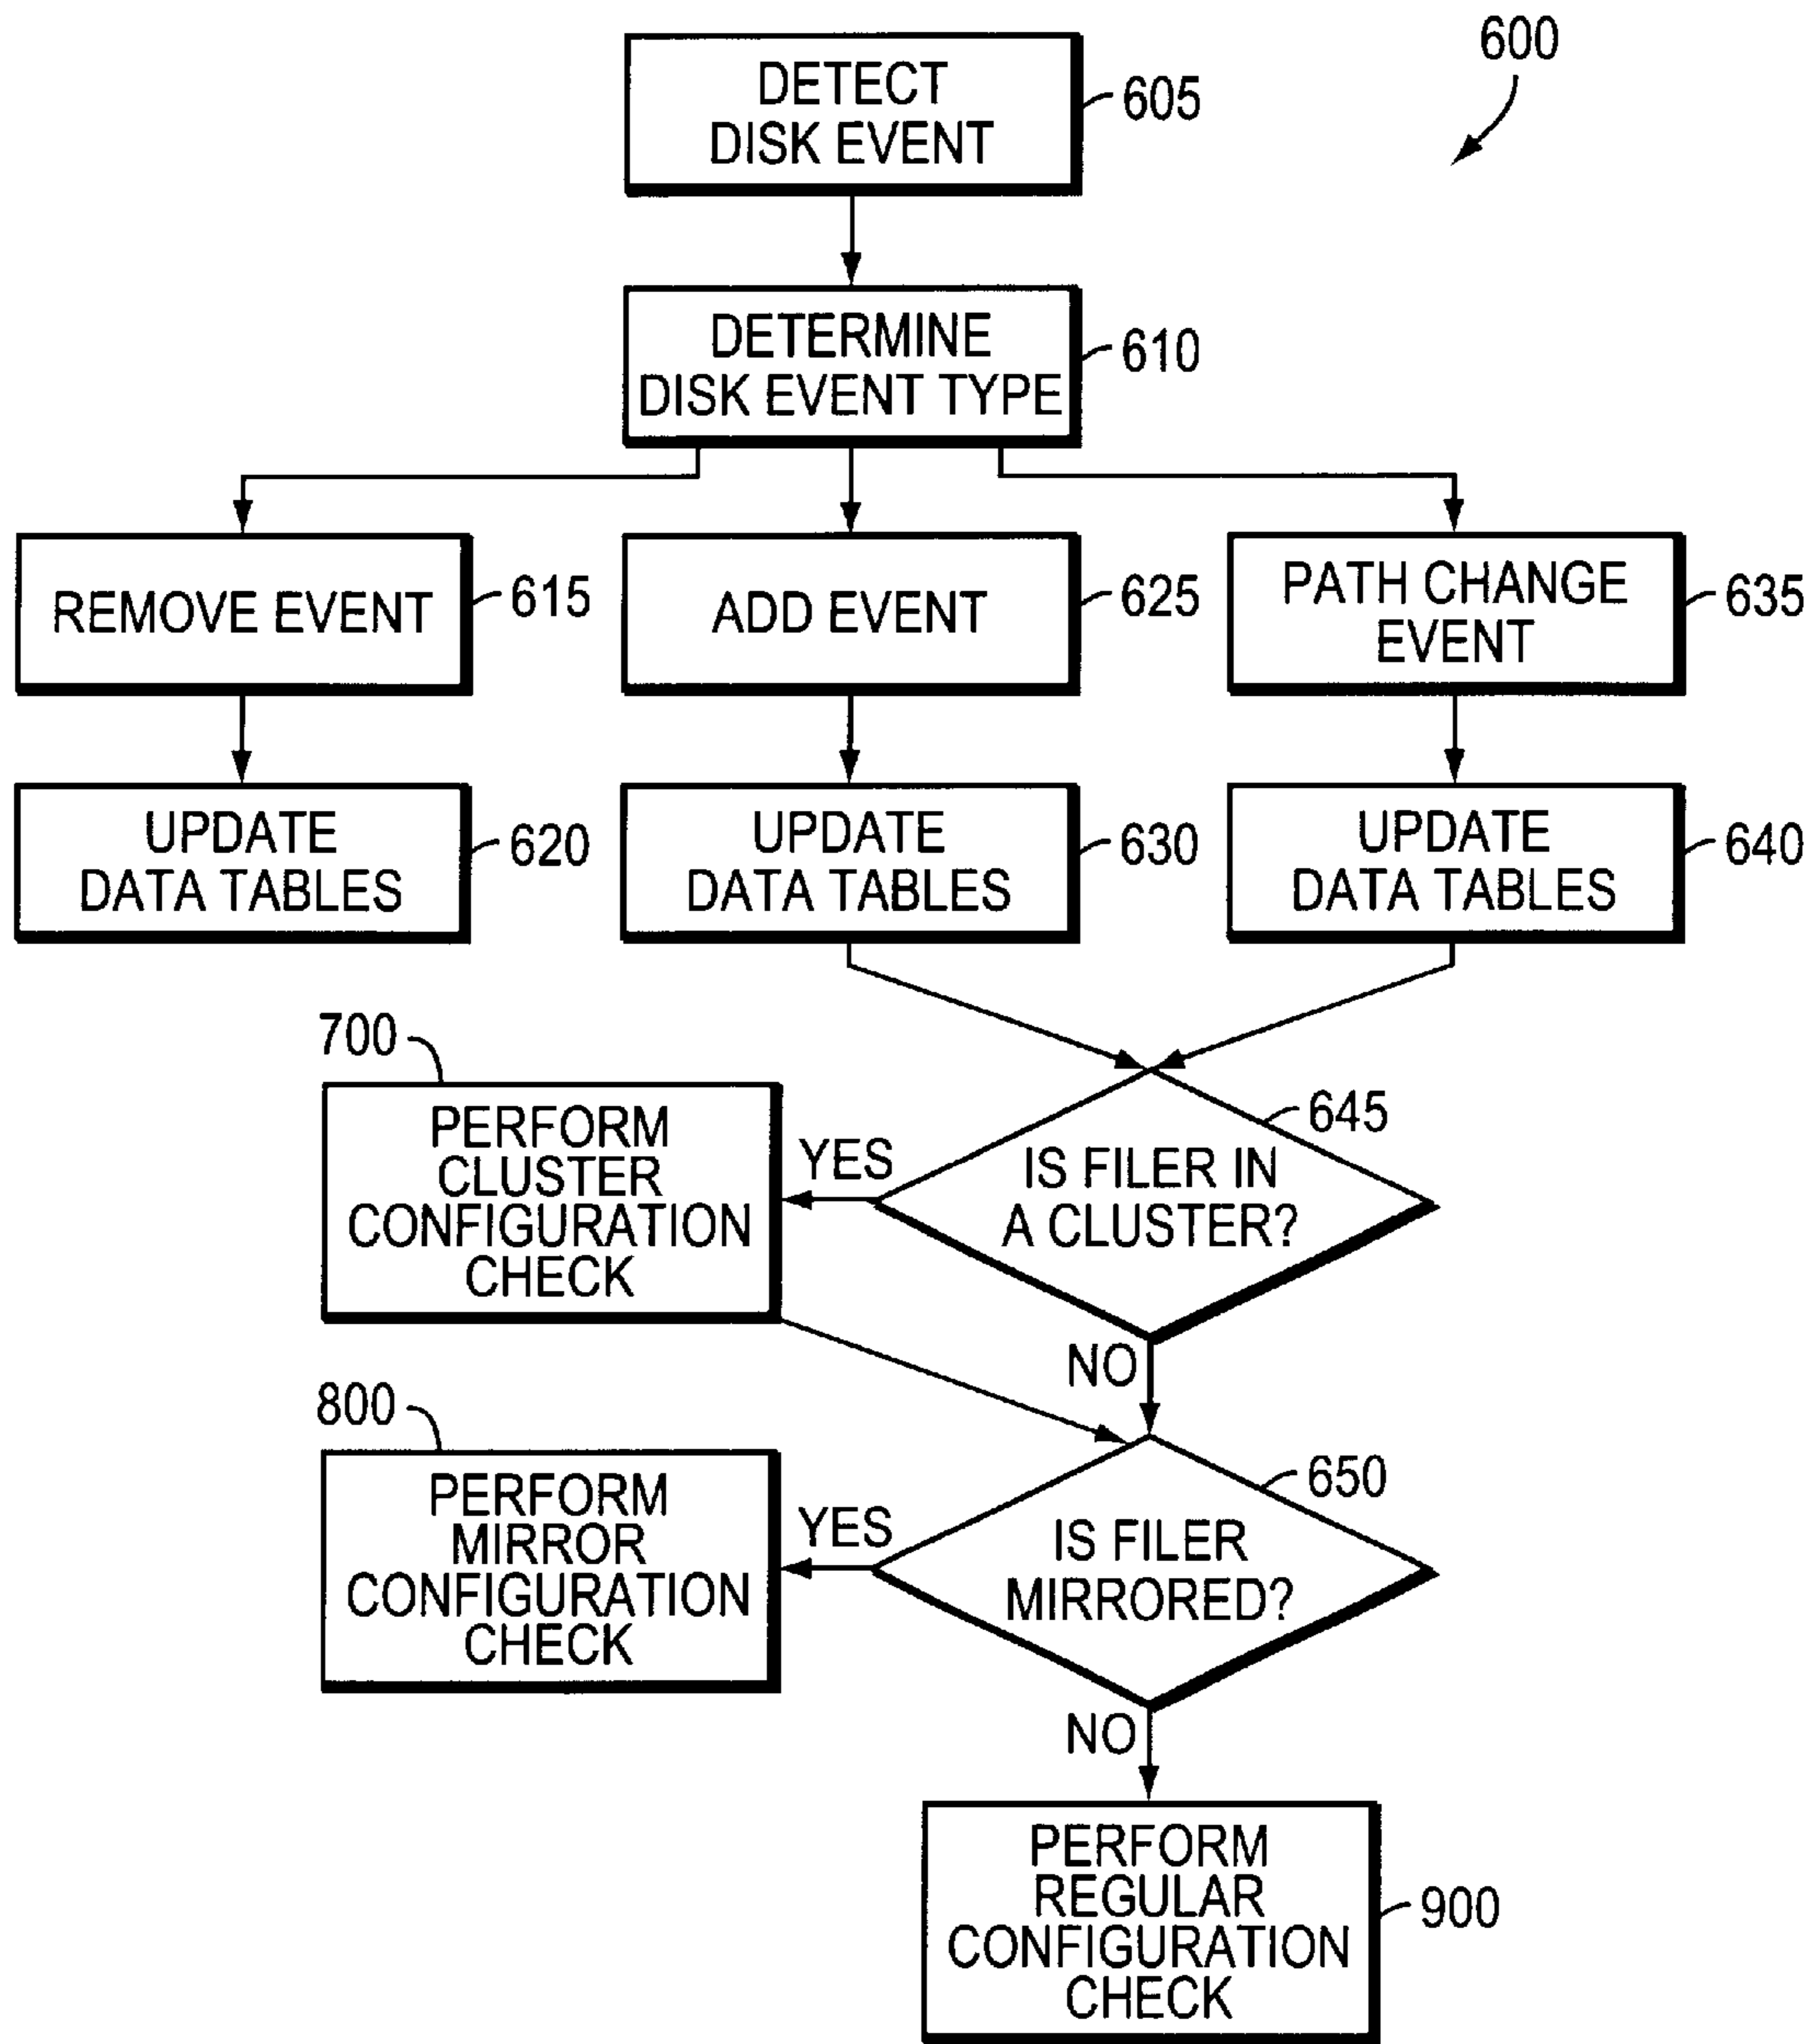 600
DETECT
DISK EVENT
605
DETERMINE
DISK EVENT TYPE
610
REMOVE EVENT
615
ADD EVENT
625
PATH CHANGE
EVENT
635
UPDATE
DATA TABLES
620
UPDATE
DATA TABLES
630
UPDATE
DATA TABLES
640
700
PERFORM
CLUSTER
CONFIGURATION
CHECK
YES
IS FILER IN
A CLUSTER?
645
NO
800
PERFORM
MIRROR
CONFIGURATION
CHECK
YES
IS FILER
MIRRORED?
650
NO
PERFORM
REGULAR
CONFIGURATION
CHECK
900